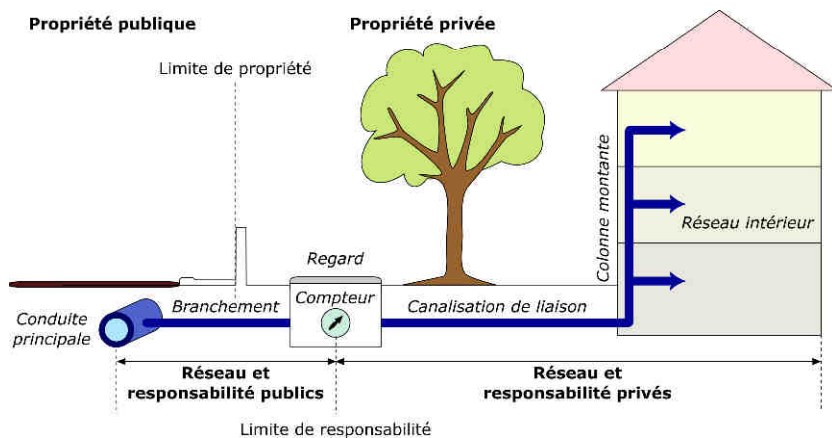 Propriété publique
Propriété privée
Limite de propriété
Colonne montante
Réseau intérieur
Regard
Compteur
Branchement
Canalisation de liaison
Conduite
principale
Réseau et
responsabilité publics
Réseau et
responsabilité privés
Limite de responsabilité